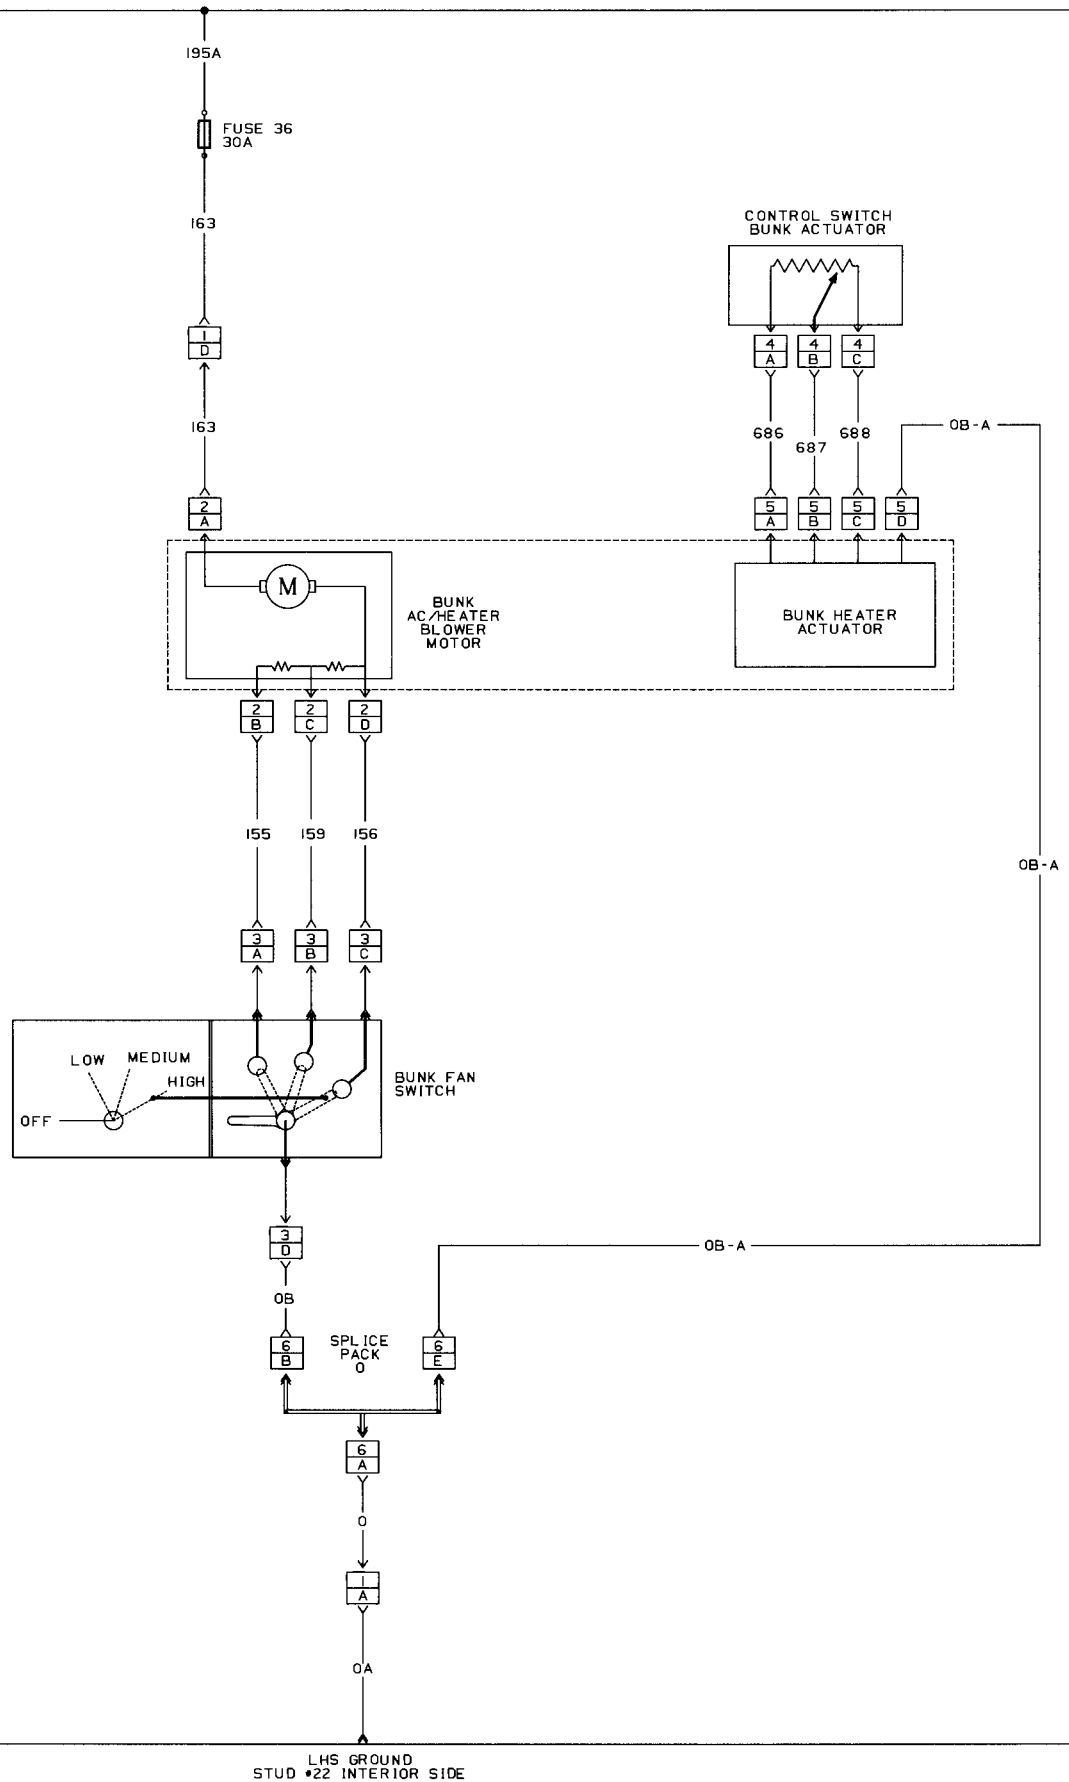 195A
FUSE 36
30A
163
CONTROL SWITCH
BUNK ACTUATOR
1
D
4
A
4
B
4
C
163
686
687
688
OB-A
2
A
5
A
5
B
5
C
5
D
M
BUNK
AC/HEATER
BLOWER
MOTOR
BUNK HEATER
ACTUATOR
2
B
2
C
2
D
155
159
156
OB-A
3
A
3
B
3
C
LOW
MEDIUM
HIGH
OFF
BUNK FAN
SWITCH
3
D
OB-A
OB
6
B
SPLICE
PACK
O
6
E
6
A
O
1
A
OA
LHS GROUND
STUD #22 INTERIOR SIDE